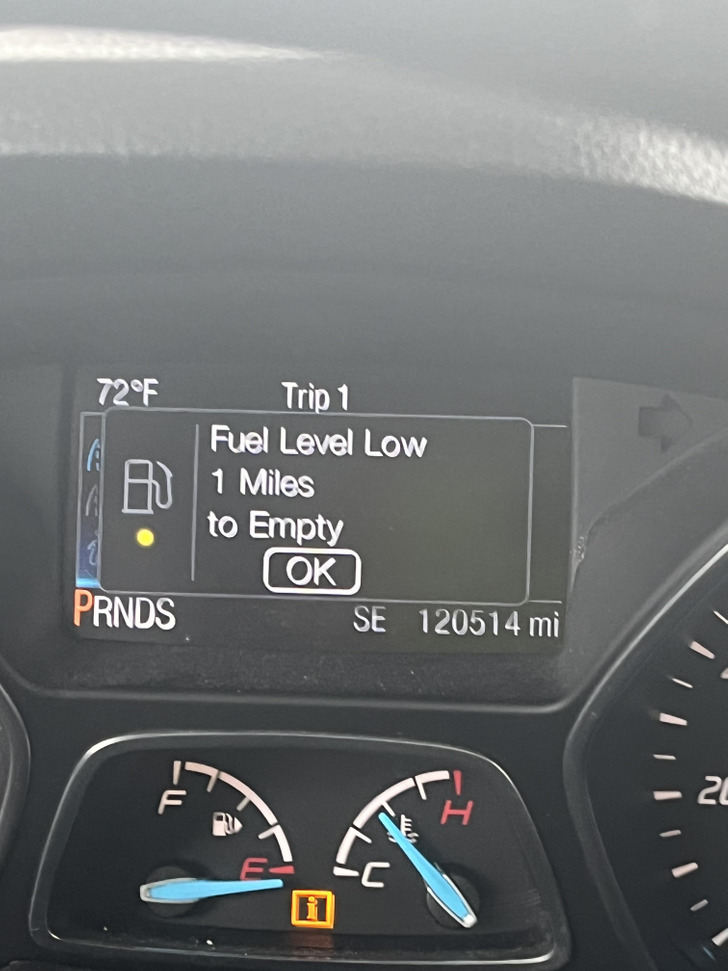 72°F Trip 1
Fuel Level Low
1 Miles
to Empty
OK
PRNDS SE 120514 mi
F H
E C
i